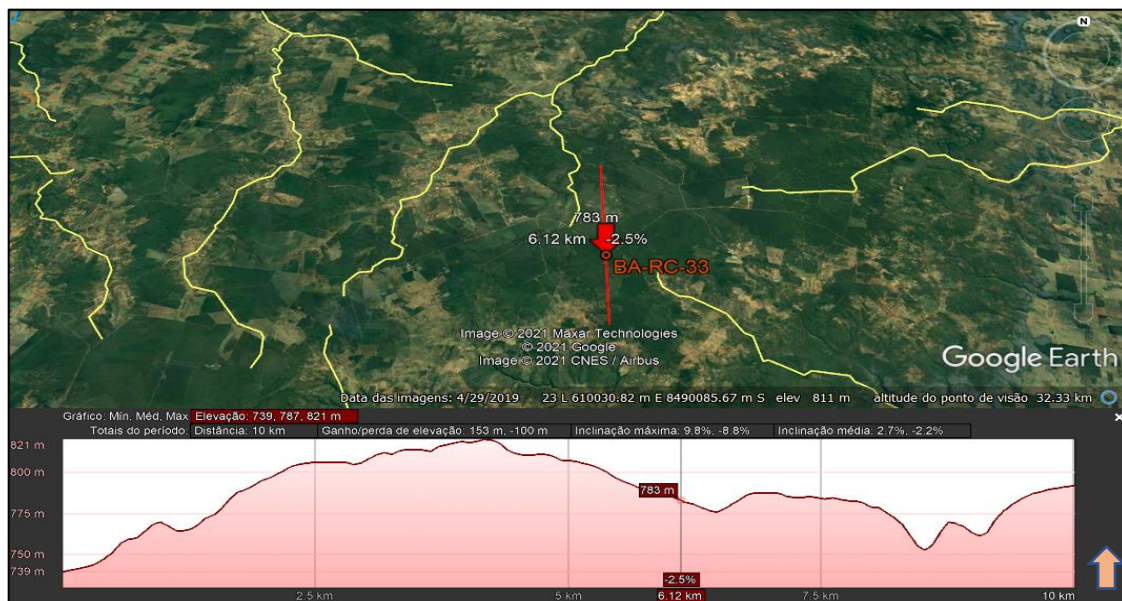 N
783 m
6.12 km -2.5%
BA-RC-33
Image © 2021 Maxar Technologies
© 2021 Google
Image © 2021 CNES / Airbus
Google Earth
Data das imagens: 4/29/2019 23 L 610030.82 m E 8490085.67 m S elev 811 m altitude do ponto de visão 32.33 km
Gráfico: Mín. Méd. Max Elevação: 739, 787, 821 m
Totais do período: Distância: 10 km Ganho/perda de elevação: 153 m, -100 m Inclinação máxima: 9.8%, -8.8% Inclinação média: 2.7%, -2.2%
821 m
800 m
783 m
775 m
750 m
739 m
-2.5%
2.5 km 5 km 6.12 km 7.5 km 10 km